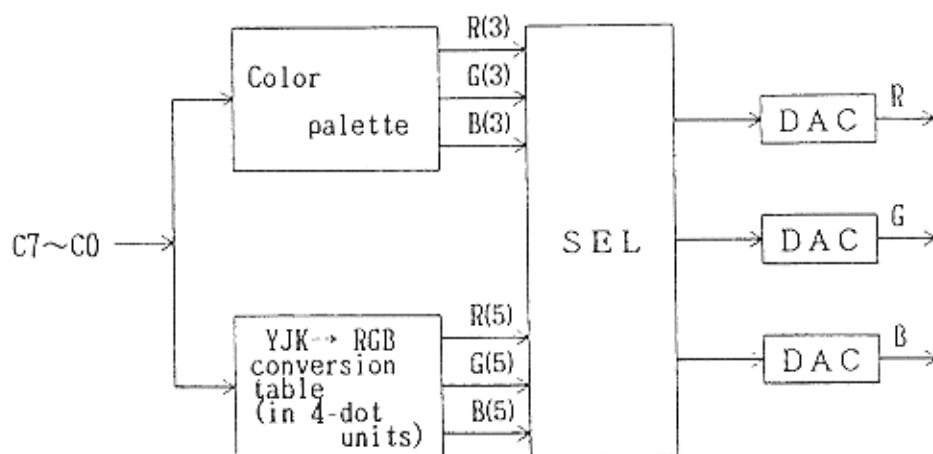 R(3)
Color
palette
G(3)
B(3)
C7~C0
SEL
DAC
R
DAC
G
DAC
B
YJK→ RGB
conversion
table
(in 4-dot
units)
R(5)
G(5)
B(5)